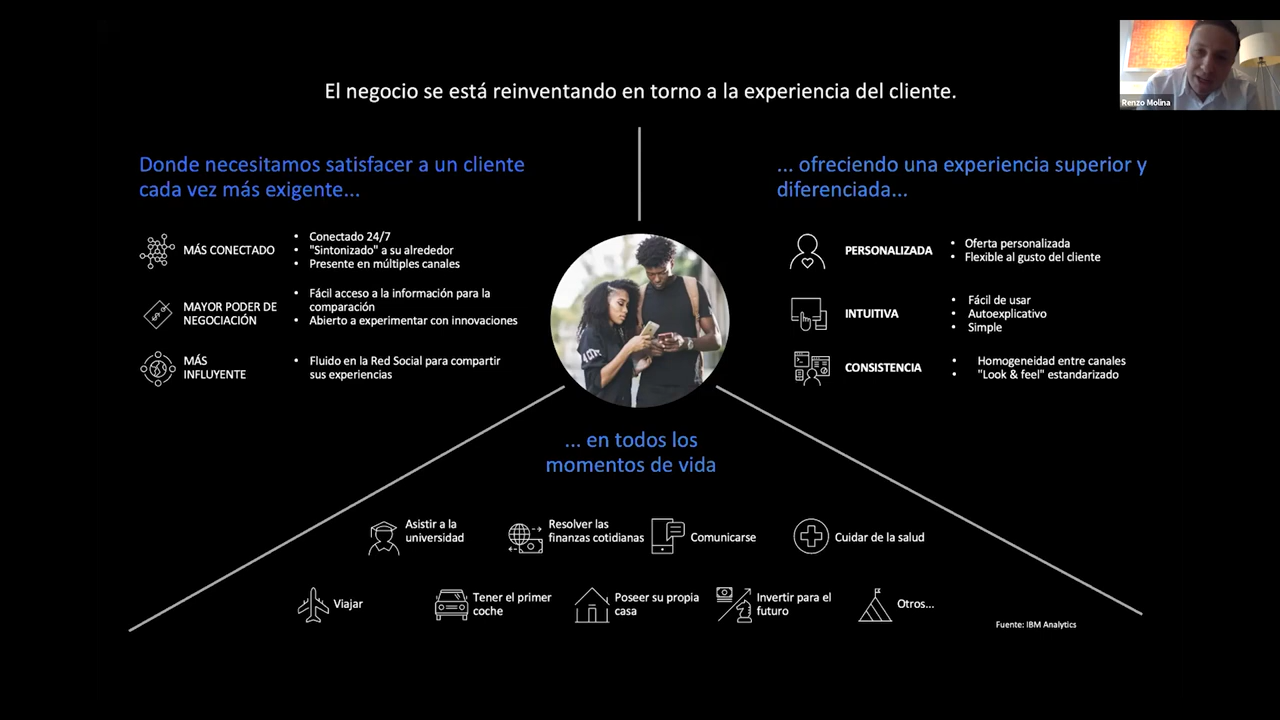 El negocio se está reinventando en torno a la experiencia del cliente.
Renzo Molina
Donde necesitamos satisfacer a un cliente
cada vez más exigente...
MÁS CONECTADO
• Conectado 24/7
• "Sintonizado" a su alrededor
• Presente en múltiples canales
MAYOR PODER DE
NEGOCIACIÓN
• Fácil acceso a la información para la
comparación
• Abierto a experimentar con innovaciones
MÁS
INFLUYENTE
• Fluido en la Red Social para compartir
sus experiencias
... ofreciendo una experiencia superior y
diferenciada...
PERSONALIZADA
• Oferta personalizada
• Flexible al gusto del cliente
INTUITIVA
• Fácil de usar
• Autoexplicativo
• Simple
CONSISTENCIA
• Homogeneidad entre canales
• "Look & feel" estandarizado
... en todos los
momentos de vida
Asistir a la
universidad
Resolver las
finanzas cotidianas
Comunicarse
Cuidar de la salud
Viajar
Tener el primer
coche
Poseer su propia
casa
Invertir para el
futuro
Otros...
Fuente: IBM Analytics